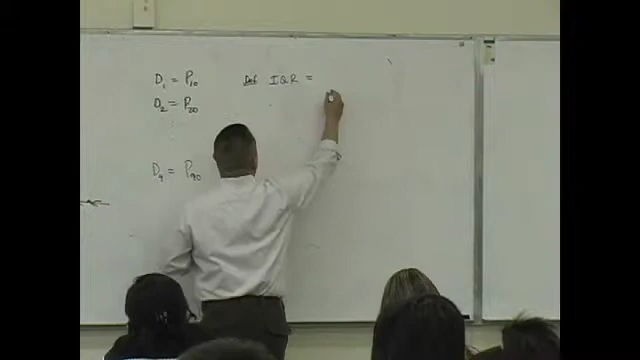 D₁ = P₁₀
D₂ = P₂₀
⋮
D₉ = P₉₀
Def IQR =